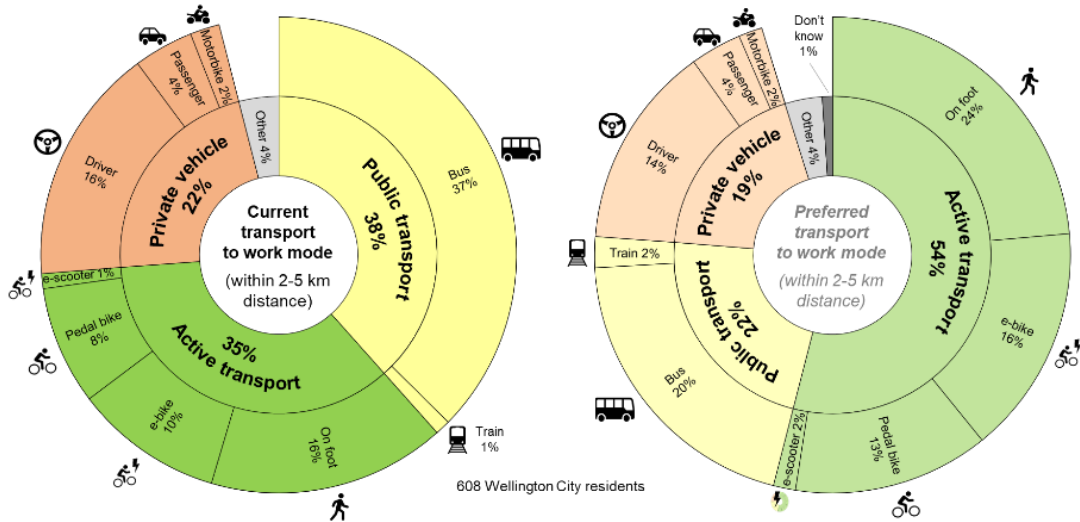 Motorbike 2%
Passenger
4%
Driver
16%
Private vehicle
22%
Other 4%
Bus
37%
Public transport
38%
Current
transport
to work mode
(within 2-5 km
distance)
e-scooter 1%
Pedal bike
8%
35%
Active transport
e-bike
10%
On foot
16%
Train
1%
608 Wellington City residents
Don't
know
1%
Motorbike 2%
Passenger
4%
Driver
14%
Private vehicle
19%
Other 4%
On foot
24%
Active transport
54%
Preferred
transport
to work mode
(within 2-5 km
distance)
Train 2%
Public transport
22%
Bus
20%
e-bike
16%
e-scooter 2%
Pedal bike
13%